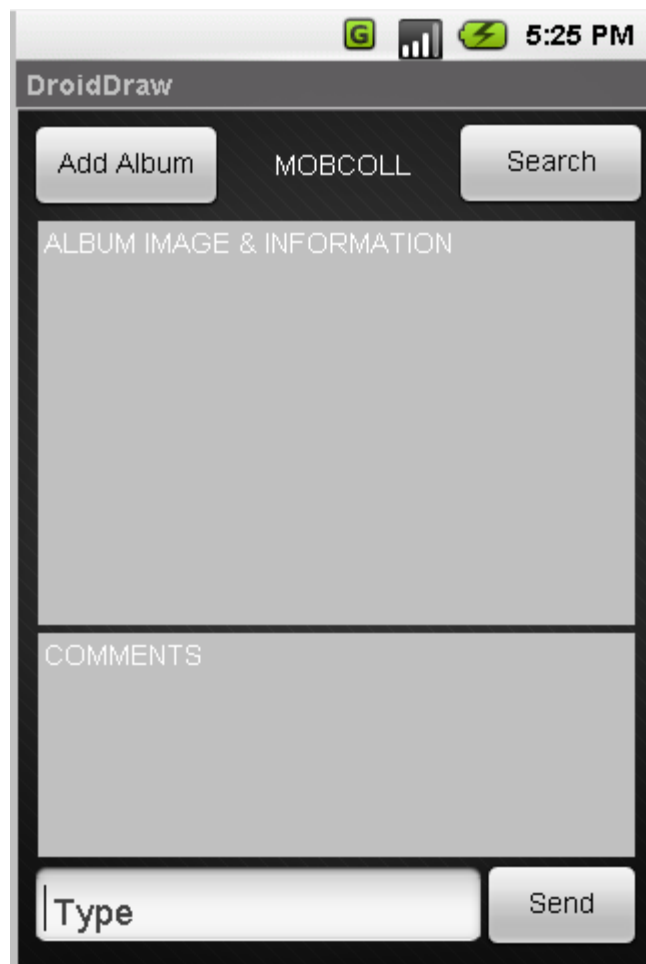 G 5:25 PM
DroidDraw
Add Album MOBCOLL Search
ALBUM IMAGE & INFORMATION
COMMENTS
Type Send